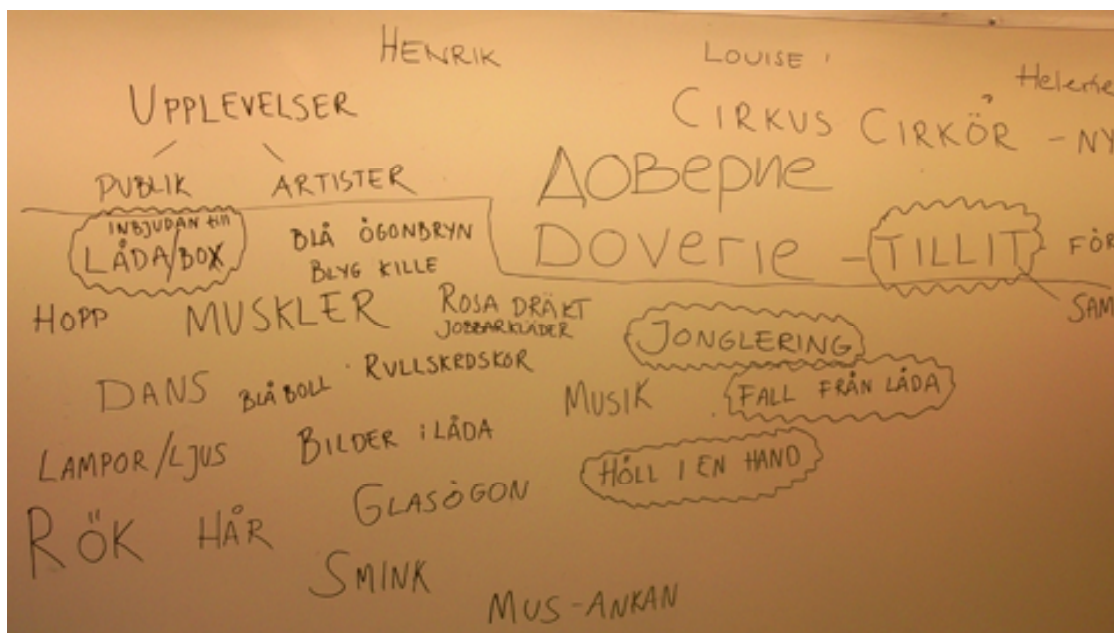 HENRIK
LOUISE
Helene
UPPLEVELSER
CIRKUS CIRKÖR - NY
PUBLIK ARTISTER
ДОВерие
DOVerie - TILLIT FÖR
SAM
INBJUDAN till
LÅDA/BOX
BLÅ ÖGONBRYN
BLYG KILLE
HOPP MUSKLER ROSA DRÄKT
JOBBARKLÄDER
JONGLERING
DANS BLÅ BOLL RULLSKRDSKOR
MUSIK FALL FRÅN LÅDA
LAMPOR/LJUS BILDER i LÅDA
HÖLL I EN HAND
RÖK HÅR GLASÖGON
SMINK
MUS-ANKAN